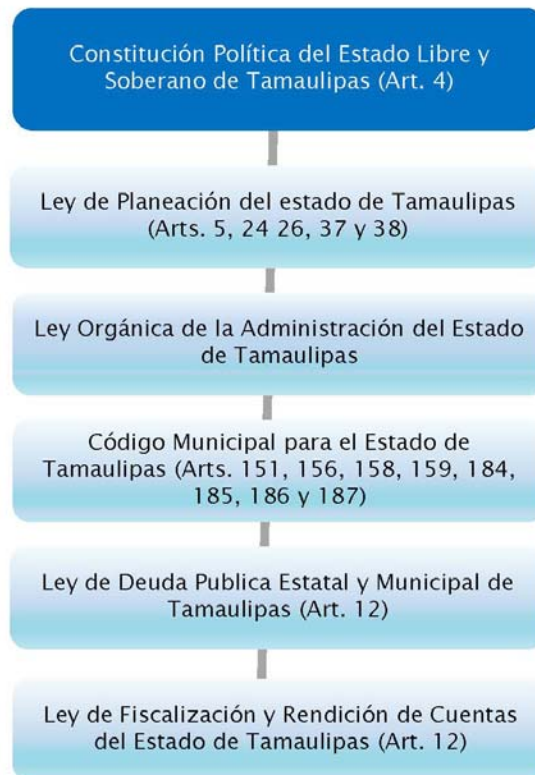 Constitución Política del Estado Libre y
Soberano de Tamaulipas (Art. 4)
Ley de Planeación del estado de Tamaulipas
(Arts. 5, 24 26, 37 y 38)
Ley Orgánica de la Administración del Estado
de Tamaulipas
Código Municipal para el Estado de
Tamaulipas (Arts. 151, 156, 158, 159, 184,
185, 186 y 187)
Ley de Deuda Publica Estatal y Municipal de
Tamaulipas (Art. 12)
Ley de Fiscalización y Rendición de Cuentas
del Estado de Tamaulipas (Art. 12)